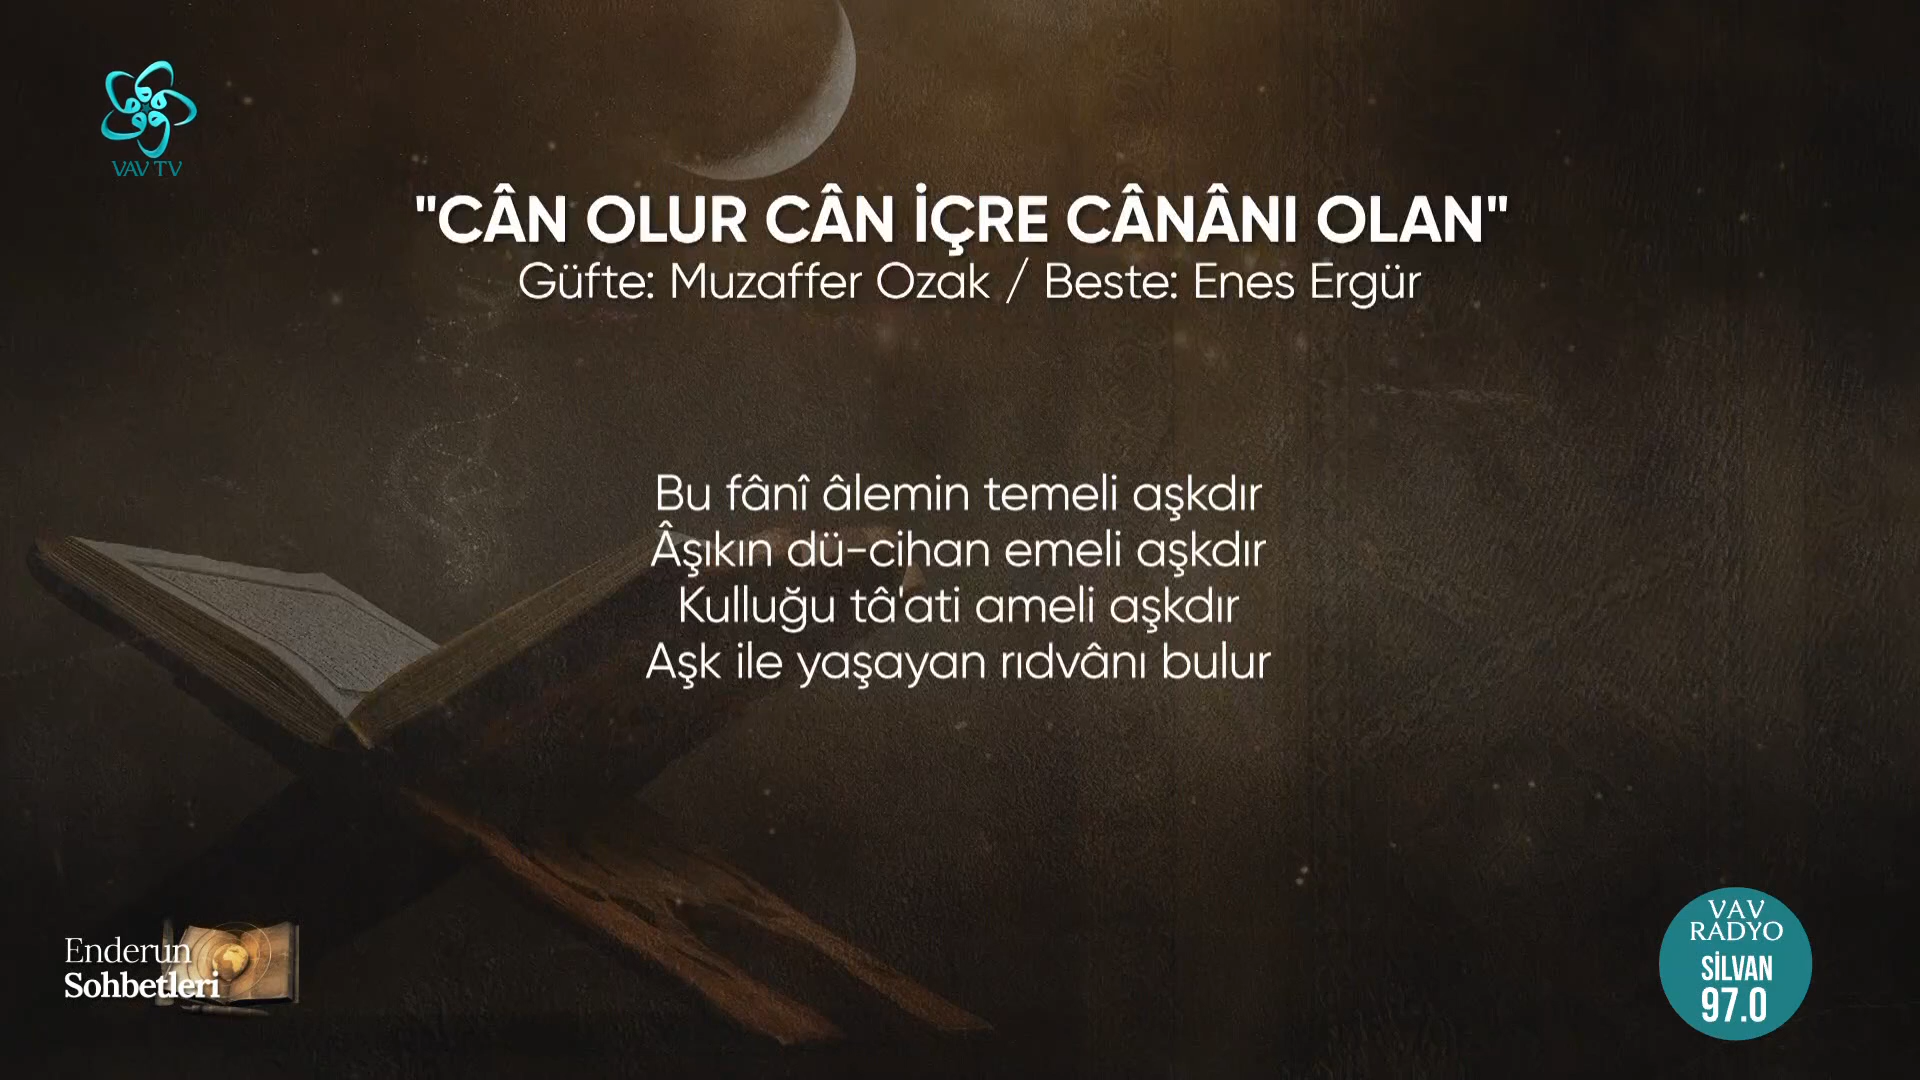 VAV TV
"CÂN OLUR CÂN İÇRE CÂNÂNI OLAN"
Güfte: Muzaffer Ozak / Beste: Enes Ergür
Bu fânî âlemin temeli aşkdır
Âşıkın dü-cihan emeli aşkdır
Kulluğu tâ'ati ameli aşkdır
Aşk ile yaşayan rıdvânı bulur
Enderun
Sohbetleri
VAV
RADYO
SİLVAN
97.0